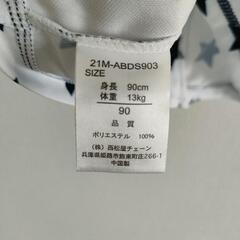 21M-ABDS903
SIZE
身長 90cm
体重 13kg
90
品質
ポリエステル 100%
(株) 西松屋チェーン
兵庫県姫路市飾東町庄266-1
中国製